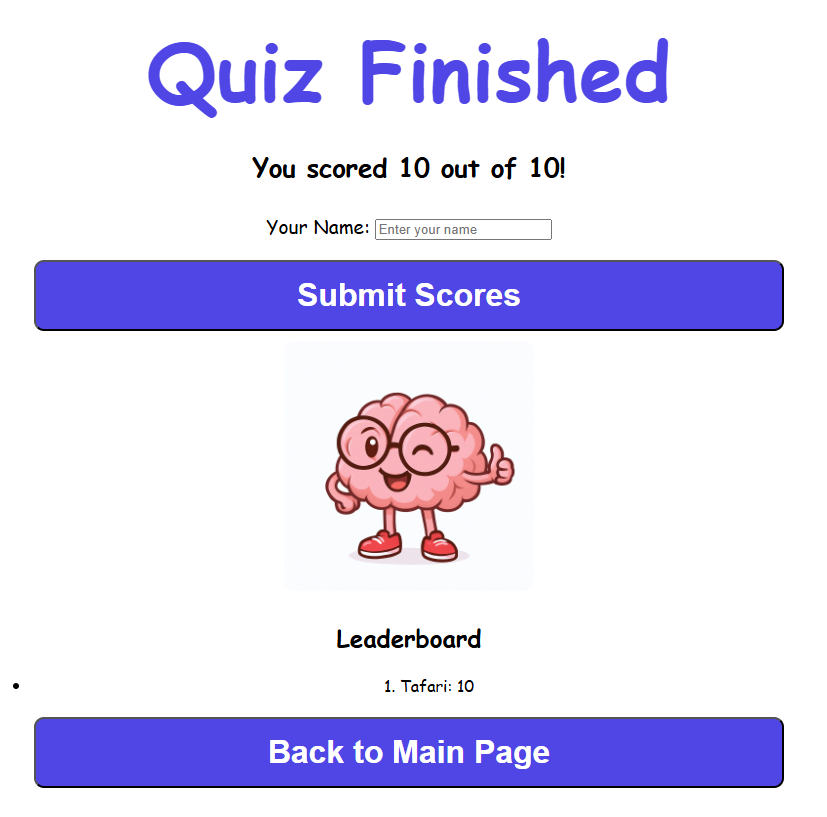 Quiz Finished
You scored 10 out of 10!
Your Name: Enter your name
Submit Scores
Leaderboard
• 1. Tafari: 10
Back to Main Page